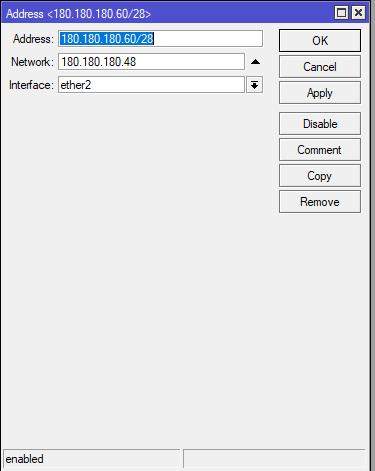 Address <180.180.180.60/28>
Address: 180.180.180.60/28
OK
Network: 180.180.180.48
Cancel
Interface: ether2
Apply
Disable
Comment
Copy
Remove
enabled